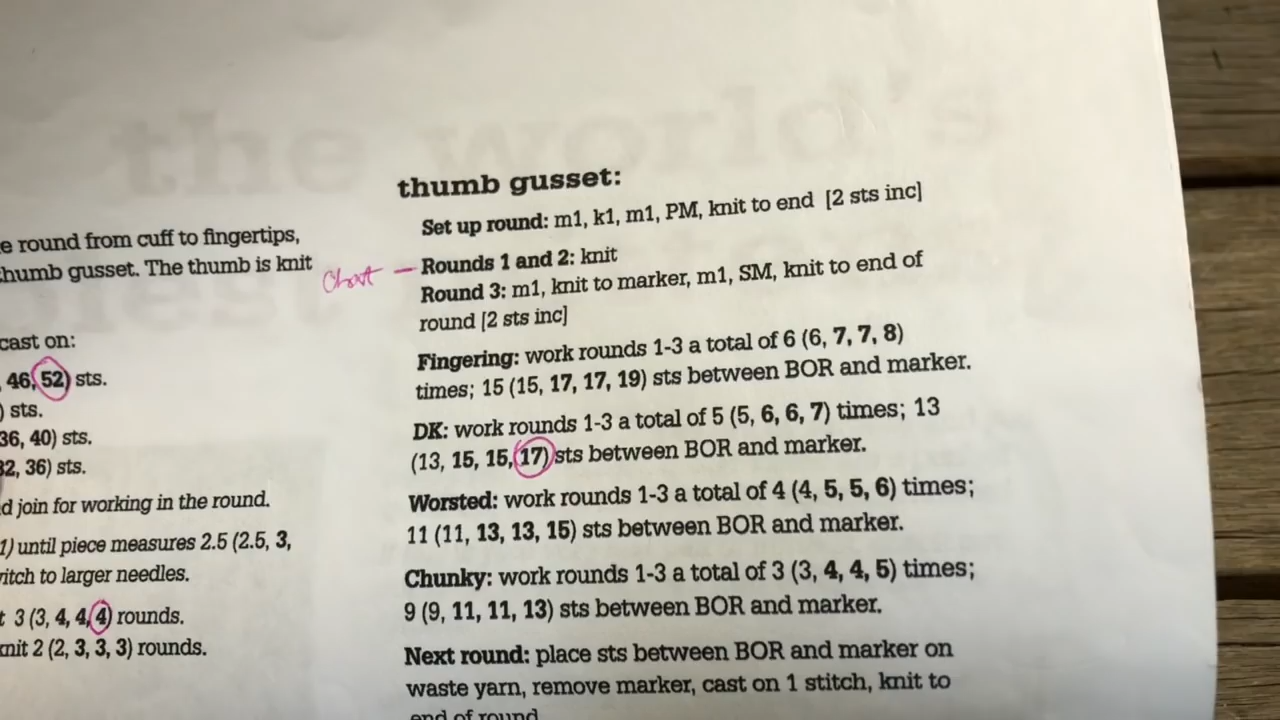 e round from cuff to fingertips,
thumb gusset. The thumb is knit
cast on:
46, 52) sts.
) sts.
36, 40) sts.
32, 36) sts.
d join for working in the round.
1) until piece measures 2.5 (2.5, 3,
itch to larger needles.
t 3 (3, 4, 4, 4) rounds.
knit 2 (2, 3, 3, 3) rounds.
thumb gusset:
Set up round: m1, k1, m1, PM, knit to end [2 sts inc]
Chart — Rounds 1 and 2: knit
Round 3: m1, knit to marker, m1, SM, knit to end of
round [2 sts inc]
Fingering: work rounds 1-3 a total of 6 (6, 7, 7, 8)
times; 15 (15, 17, 17, 19) sts between BOR and marker.
DK: work rounds 1-3 a total of 5 (5, 6, 6, 7) times; 13
(13, 15, 15, 17) sts between BOR and marker.
Worsted: work rounds 1-3 a total of 4 (4, 5, 5, 6) times;
11 (11, 13, 13, 15) sts between BOR and marker.
Chunky: work rounds 1-3 a total of 3 (3, 4, 4, 5) times;
9 (9, 11, 11, 13) sts between BOR and marker.
Next round: place sts between BOR and marker on
waste yarn, remove marker, cast on 1 stitch, knit to
end of round
the world's